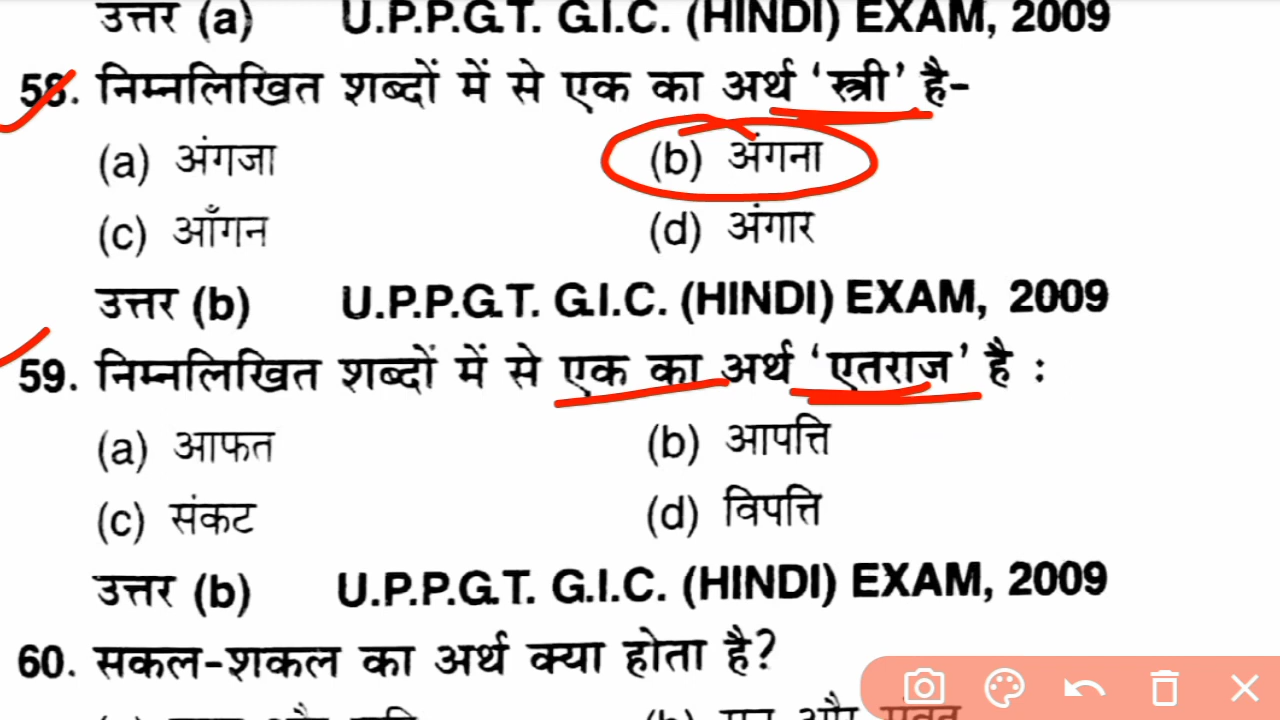 उत्तर (a) U.P.P.G.T. G.I.C. (HINDI) EXAM, 2009
58. निम्नलिखित शब्दों में से एक का अर्थ ‘स्त्री’ है-
(a) अंगजा (b) अंगना
(c) आँगन (d) अंगार
उत्तर (b) U.P.P.G.T. G.I.C. (HINDI) EXAM, 2009
59. निम्नलिखित शब्दों में से एक का अर्थ ‘एतराज’ है :
(a) आफत (b) आपत्ति
(c) संकट (d) विपत्ति
उत्तर (b) U.P.P.G.T. G.I.C. (HINDI) EXAM, 2009
60. सकल-शकल का अर्थ क्या होता है?